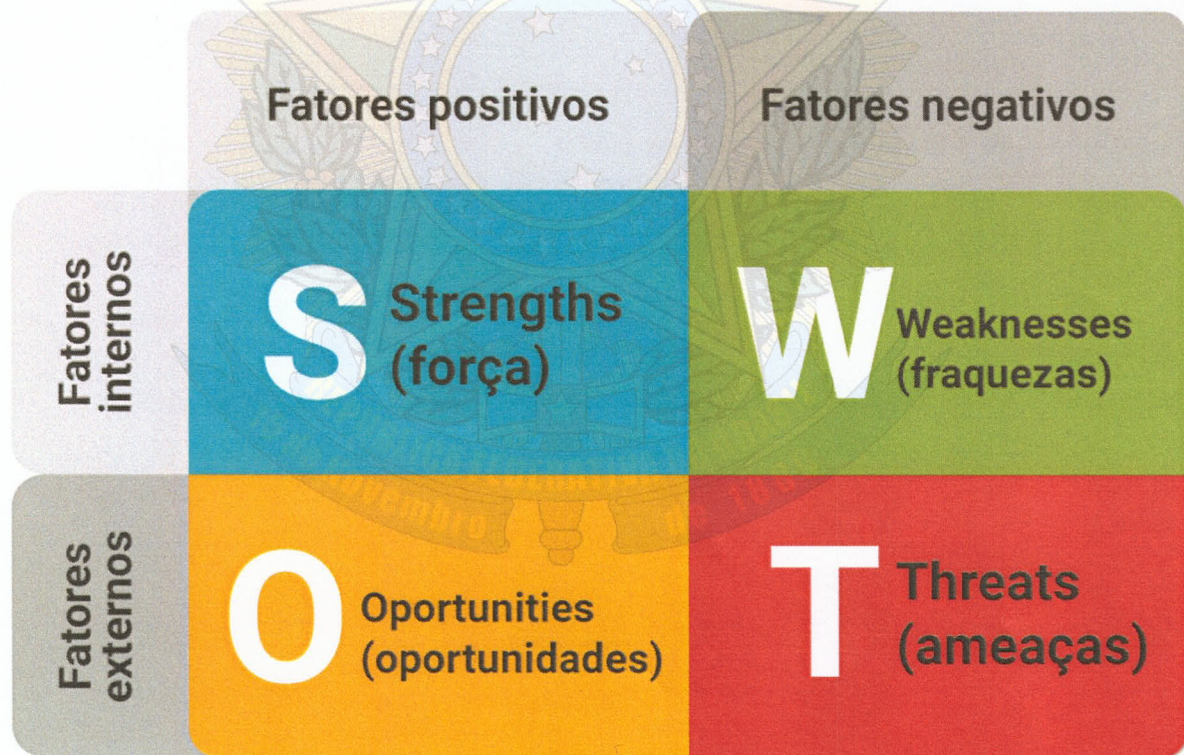 Fatores positivos
Fatores negativos
Fatores
internos
S
Strengths
(força)
W
Weaknesses
(fraquezas)
Fatores
externos
O
Oportunities
(oportunidades)
T
Threats
(ameaças)